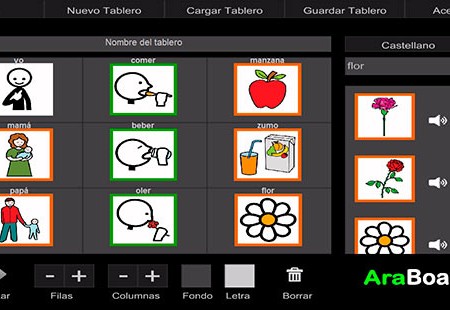 Nuevo Tablero Cargar Tablero Guardar Tablero
Nombre del tablero
yo comer manzana
mamá beber zumo
papá oler flor
Castellano
flor
- + - +
Filas Columnas Fondo Letra Borrar
AraBoa